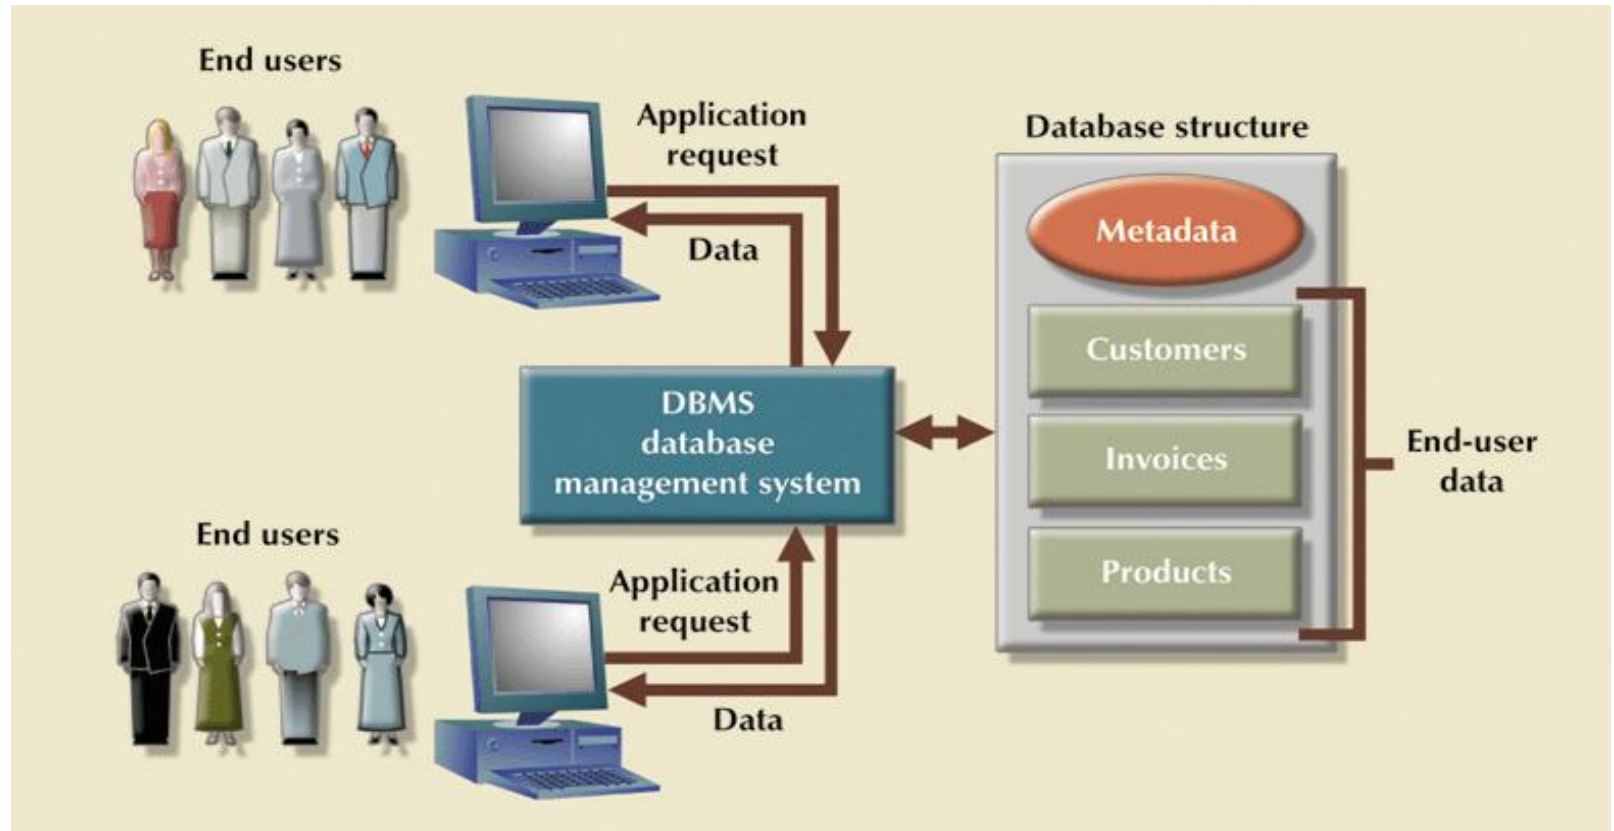 End users
Application
request
Data
Database structure
Metadata
Customers
Invoices
Products
End-user
data
DBMS
database
management system
End users
Application
request
Data